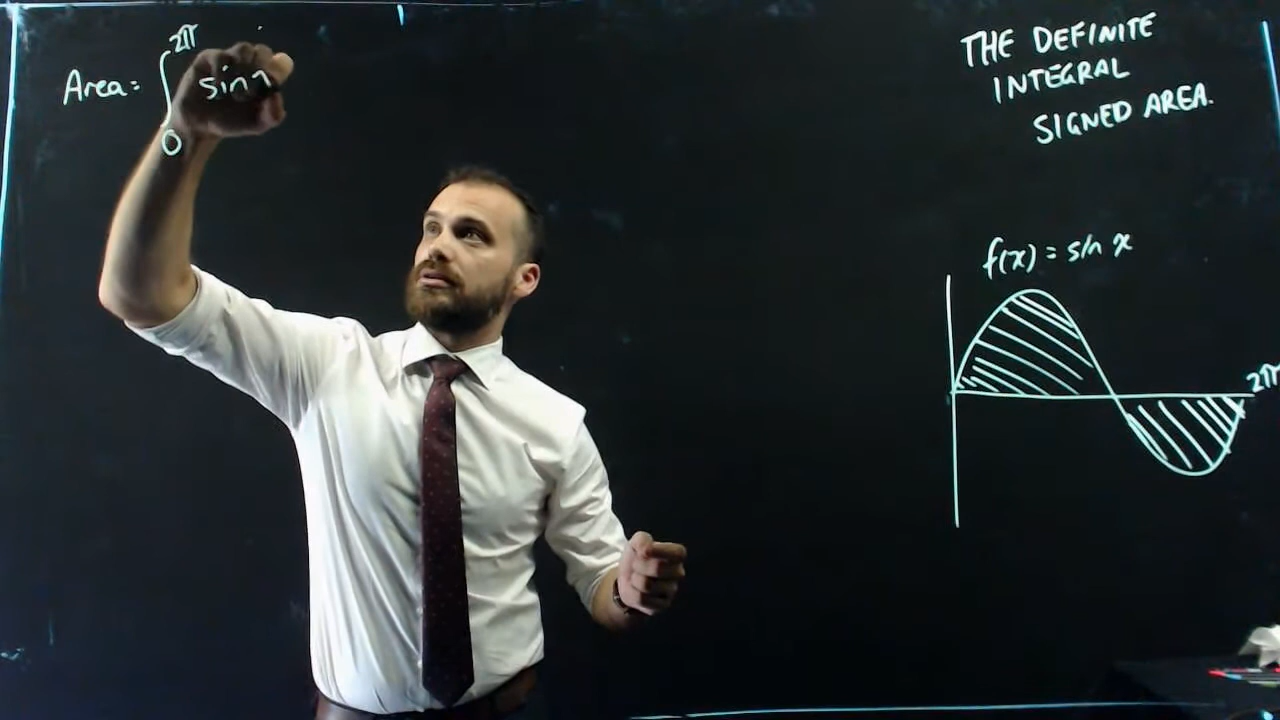 Area = ∫₀^2π sin x
THE DEFINITE
INTEGRAL
SIGNED AREA.
f(x) = sin x
2π